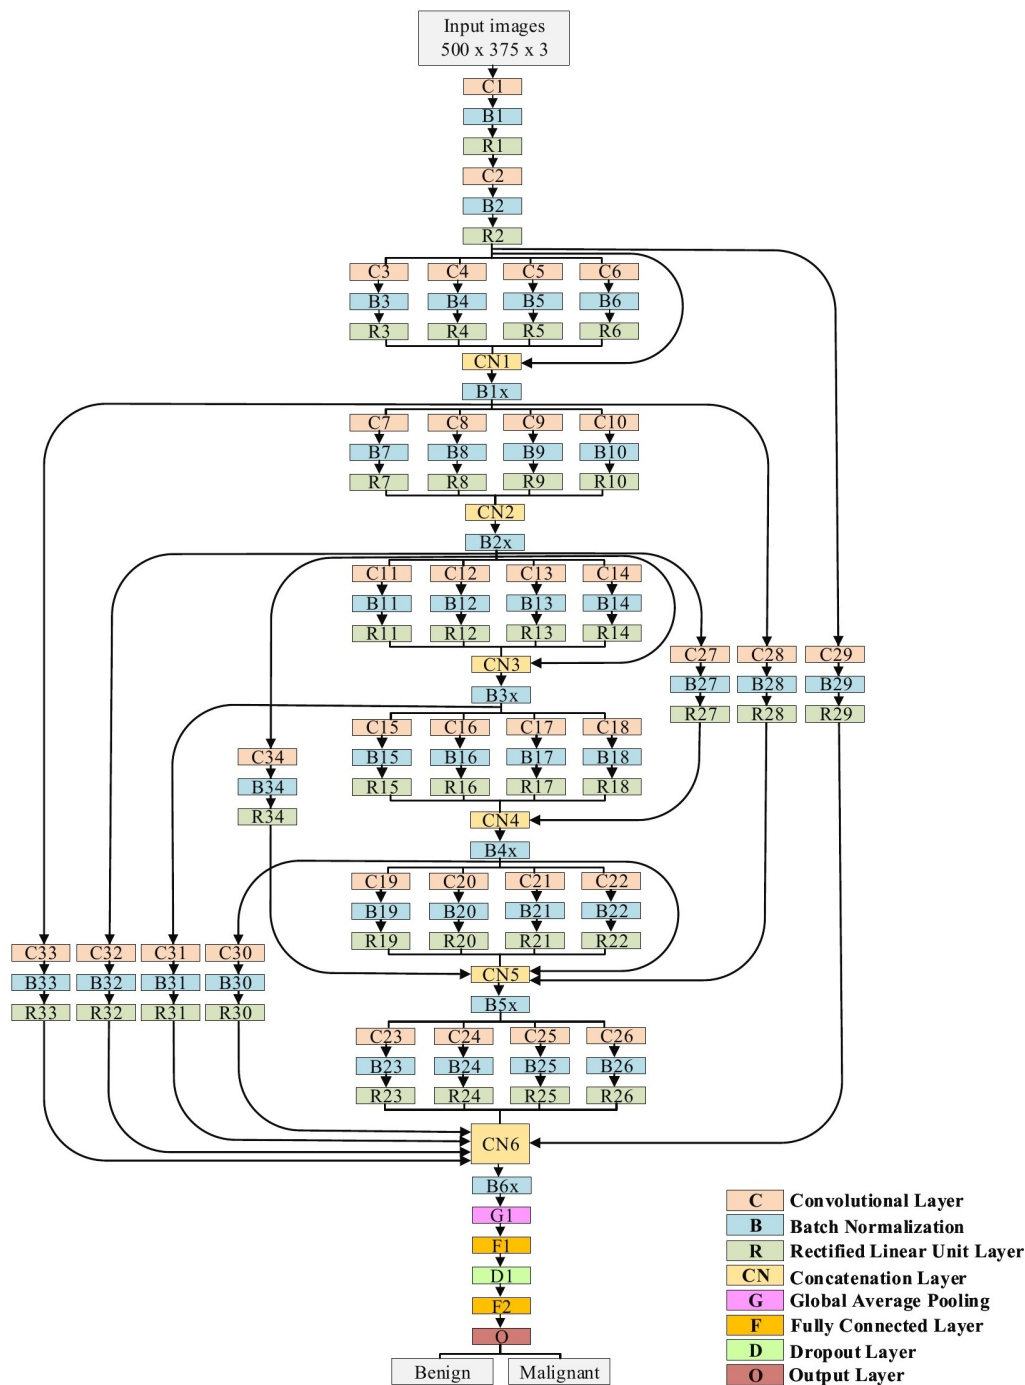 Input images
500 x 375 x 3
C1
B1
R1
C2
B2
R2
C3 C4 C5 C6
B3 B4 B5 B6
R3 R4 R5 R6
CN1
B1x
C7 C8 C9 C10
B7 B8 B9 B10
R7 R8 R9 R10
CN2
B2x
C11 C12 C13 C14
B11 B12 B13 B14
R11 R12 R13 R14
C27 C28 C29
CN3
B27 B28 B29
B3x
R27 R28 R29
C15 C16 C17 C18
C34 B15 B16 B17 B18
B34 R15 R16 R17 R18
R34
CN4
B4x
C19 C20 C21 C22
B19 B20 B21 B22
R19 R20 R21 R22
C33 C32 C31 C30
CN5
B33 B32 B31 B30
B5x
R33 R32 R31 R30
C23 C24 C25 C26
B23 B24 B25 B26
R23 R24 R25 R26
CN6
B6x
G1
F1
D1
F2
O
Benign Malignant
C Convolutional Layer
B Batch Normalization
R Rectified Linear Unit Layer
CN Concatenation Layer
G Global Average Pooling
F Fully Connected Layer
D Dropout Layer
O Output Layer